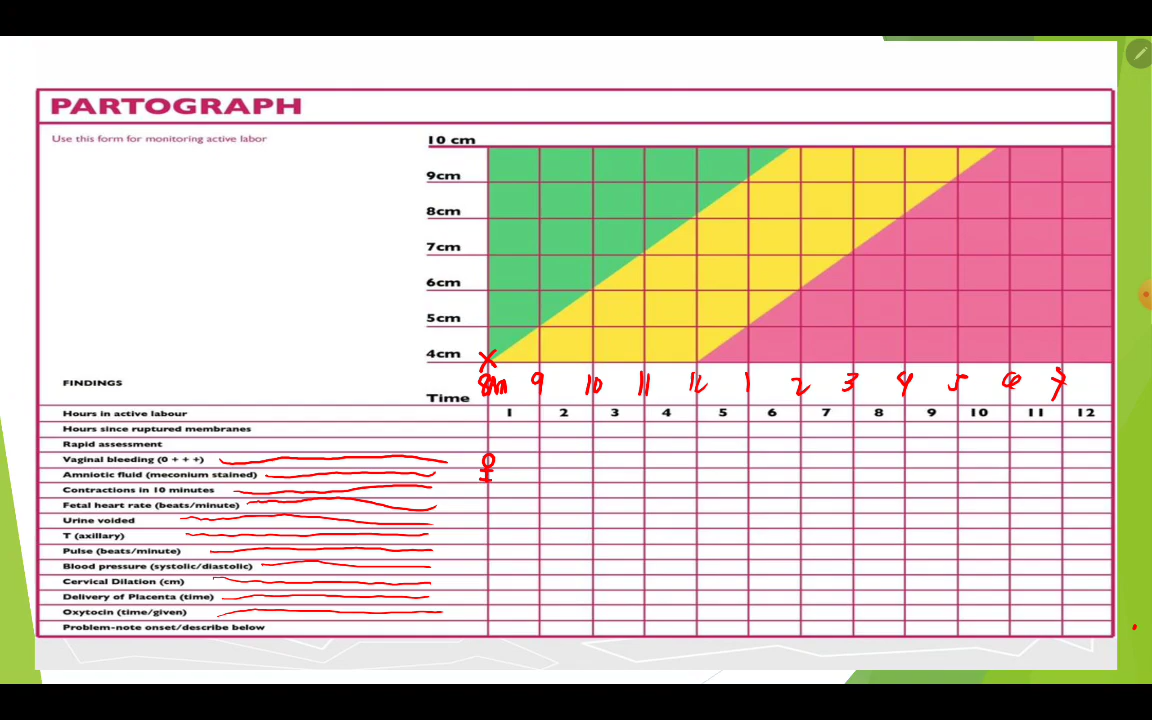 PARTOGRAPH
Use this form for monitoring active labor
10 cm
9cm
8cm
7cm
6cm
5cm
4cm
FINDINGS
Time 9 10 11 12 1 2 3 4 5 6 7
Hours in active labour 1 2 3 4 5 6 7 8 9 10 11 12
Hours since ruptured membranes
Rapid assessment
Vaginal bleeding (0 + + +) 0
Amniotic fluid (meconium stained) I
Contractions in 10 minutes
Fetal heart rate (beats/minute)
Urine voided
T (axillary)
Pulse (beats/minute)
Blood pressure (systolic/diastolic)
Cervical Dilation (cm)
Delivery of Placenta (time)
Oxytocin (time/given)
Problem-note onset/describe below